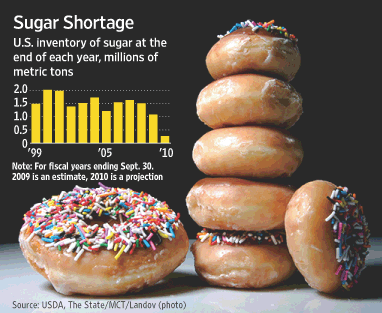 Sugar Shortage
U.S. inventory of sugar at the
end of each year, millions of
metric tons
2.0
1.5
1.0
0.5
0
'99
'05
'10
Note: For fiscal years ending Sept. 30.
2009 is an estimate, 2010 is a projection
Source: USDA, The State/MCT/Landov (photo)